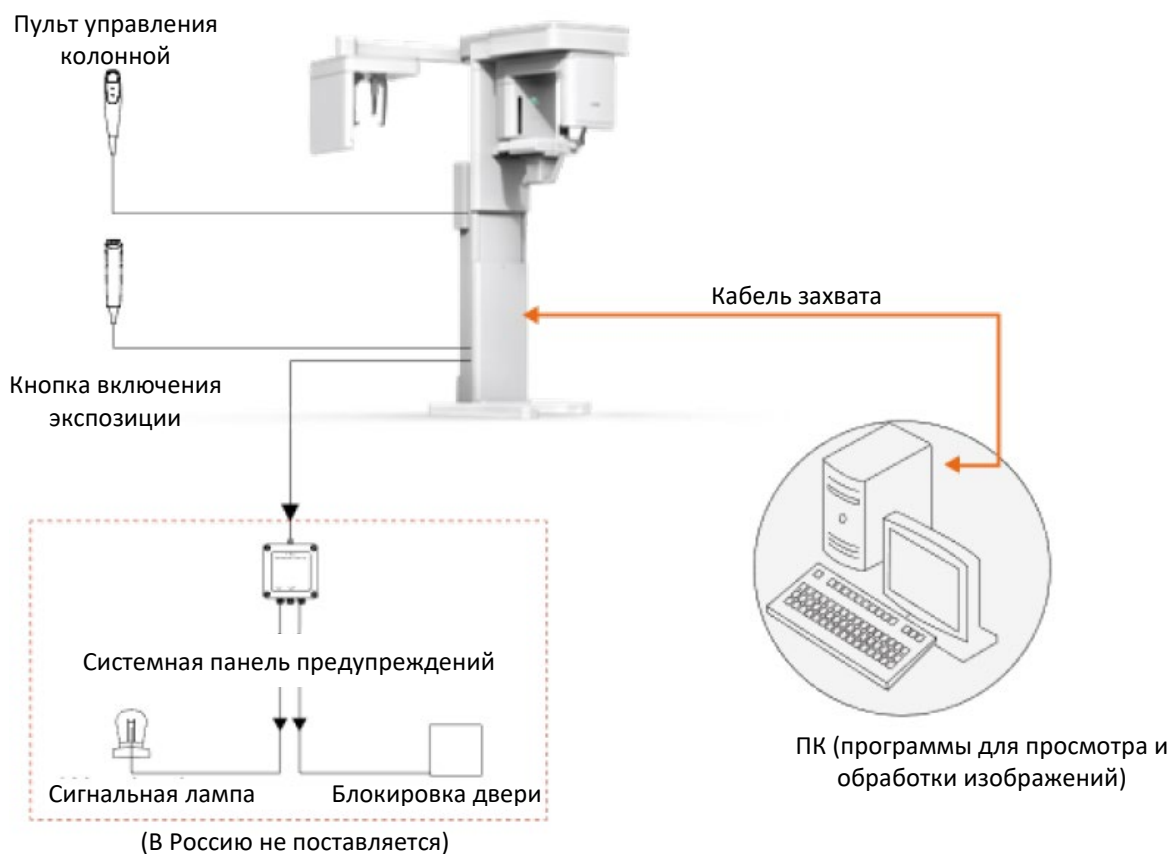 Пульт управления
колонной
Кабель захвата
Кнопка включения
экспозиции
Системная панель предупреждений
Сигнальная лампа
Блокировка двери
(В Россию не поставляется)
ПК (программы для просмотра и
обработки изображений)